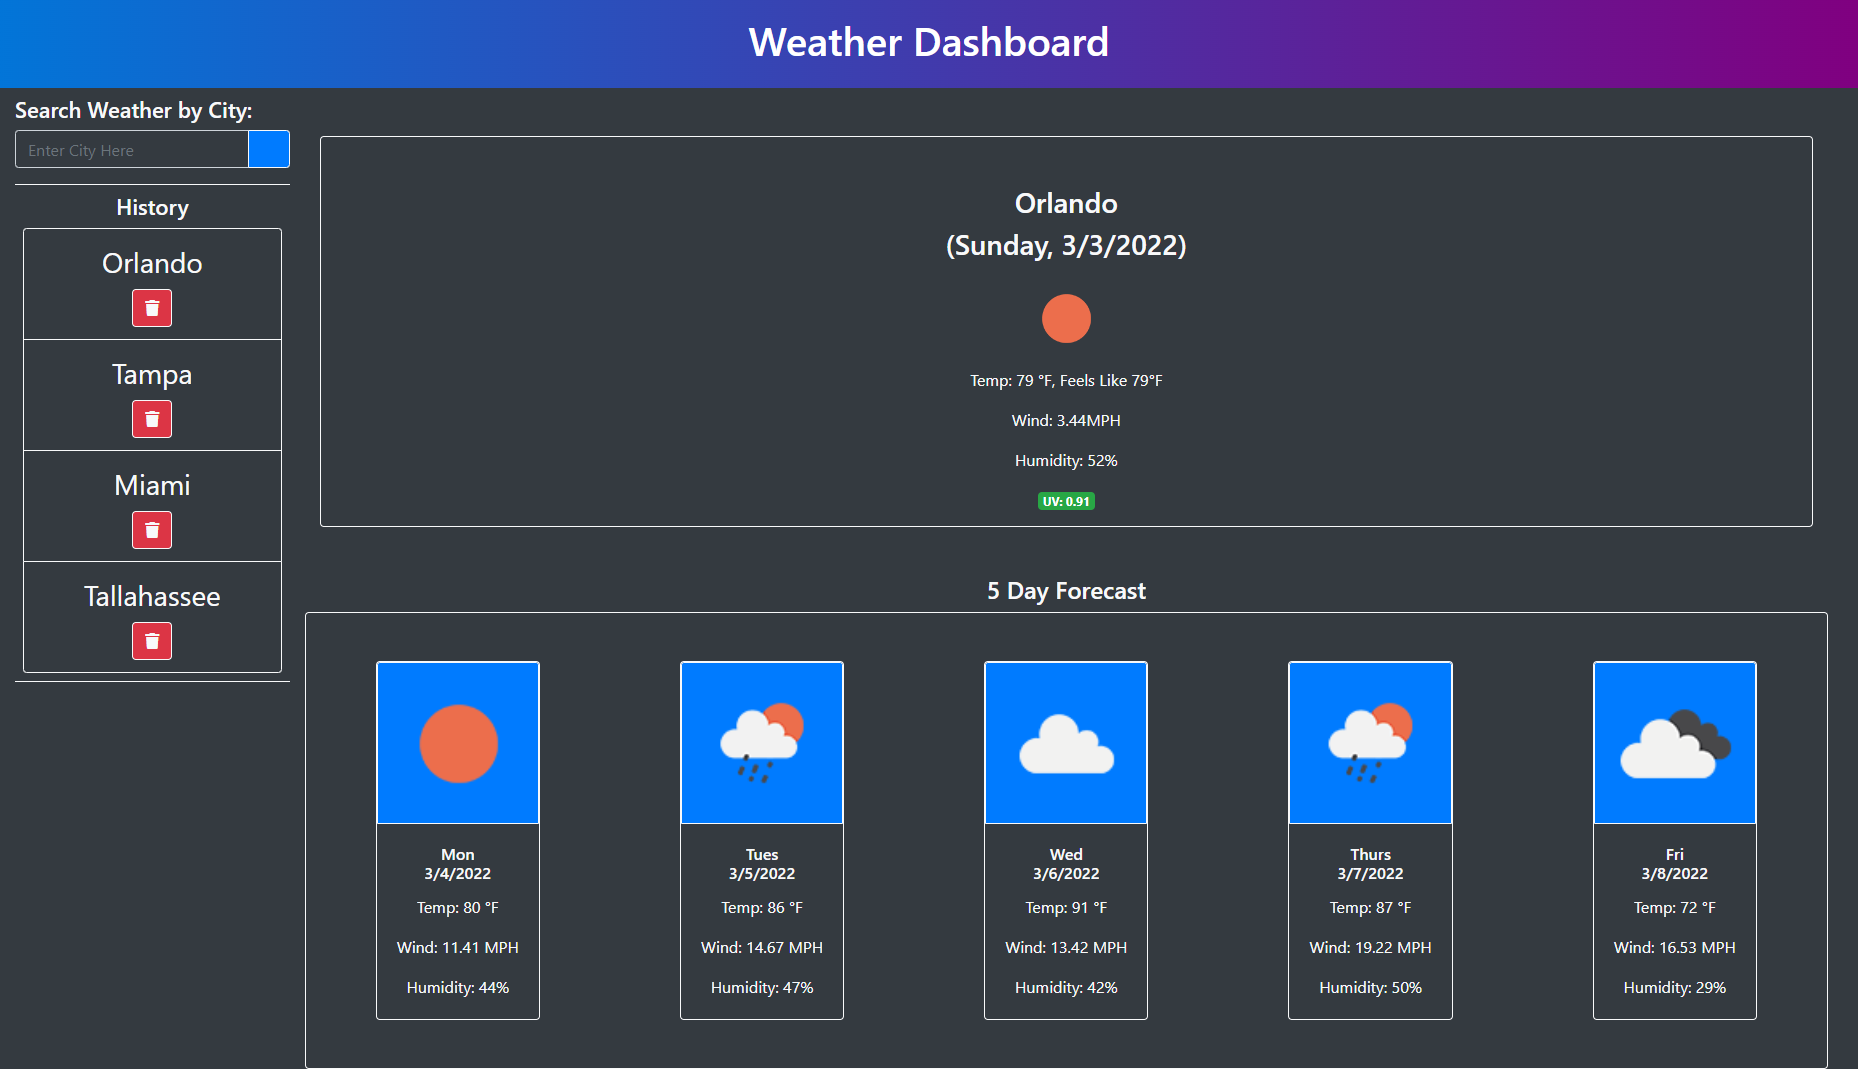 Weather Dashboard
Search Weather by City:
Enter City Here
History
Orlando
Tampa
Miami
Tallahassee
Orlando
(Sunday, 3/3/2022)
Temp: 79 °F, Feels Like 79°F
Wind: 3.44MPH
Humidity: 52%
UV: 0.91
5 Day Forecast
Mon
3/4/2022
Temp: 80 °F
Wind: 11.41 MPH
Humidity: 44%
Tues
3/5/2022
Temp: 86 °F
Wind: 14.67 MPH
Humidity: 47%
Wed
3/6/2022
Temp: 91 °F
Wind: 13.42 MPH
Humidity: 42%
Thurs
3/7/2022
Temp: 87 °F
Wind: 19.22 MPH
Humidity: 50%
Fri
3/8/2022
Temp: 72 °F
Wind: 16.53 MPH
Humidity: 29%